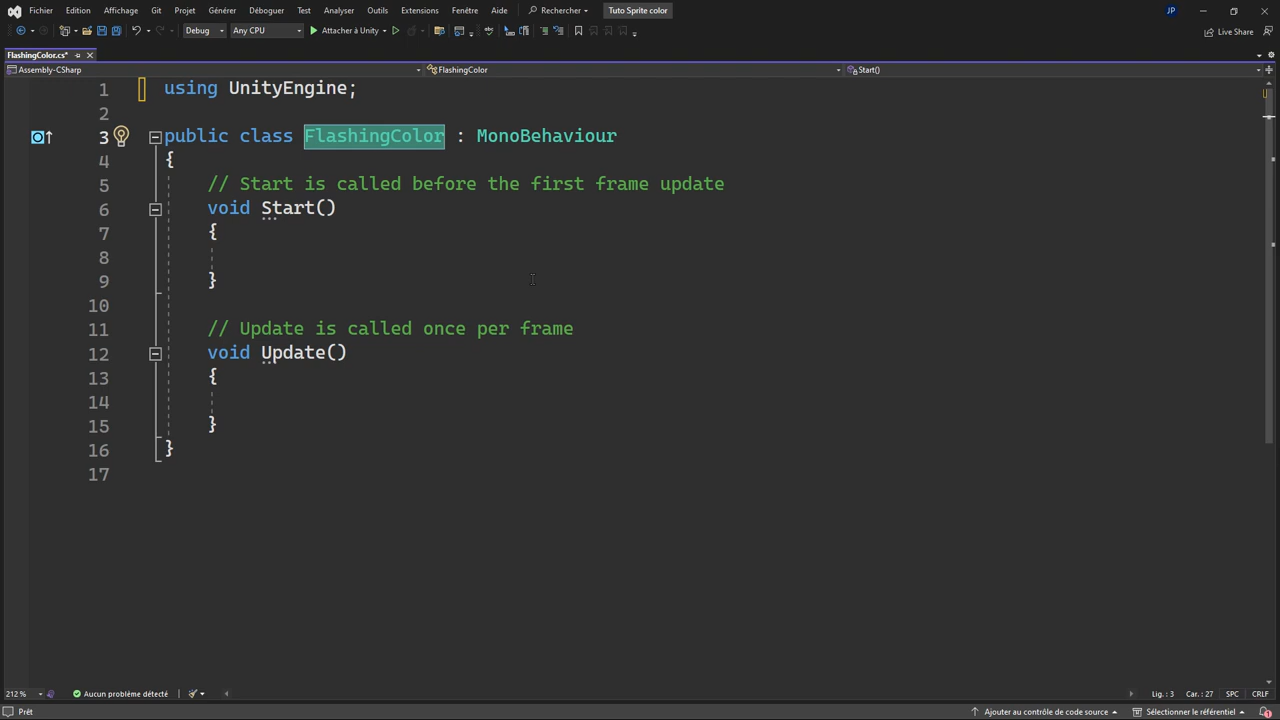 Fichier Edition Affichage Git Projet Générer Déboguer Test Analyser Outils Extensions Fenêtre Aide Rechercher Tuto Sprite color JP
Debug Any CPU Attacher à Unity Live Share
FlashingColor.cs*
Assembly-CSharp FlashingColor Start()
1 using UnityEngine;
2
3 public class FlashingColor : MonoBehaviour
4 {
5 // Start is called before the first frame update
6 void Start()
7 {
8
9 }
10
11 // Update is called once per frame
12 void Update()
13 {
14
15 }
16 }
17
212 % Aucun problème détecté Lig. : 3 Car. : 27 SPC CRLF
Prêt Ajouter au contrôle de code source Sélectionner le référentiel